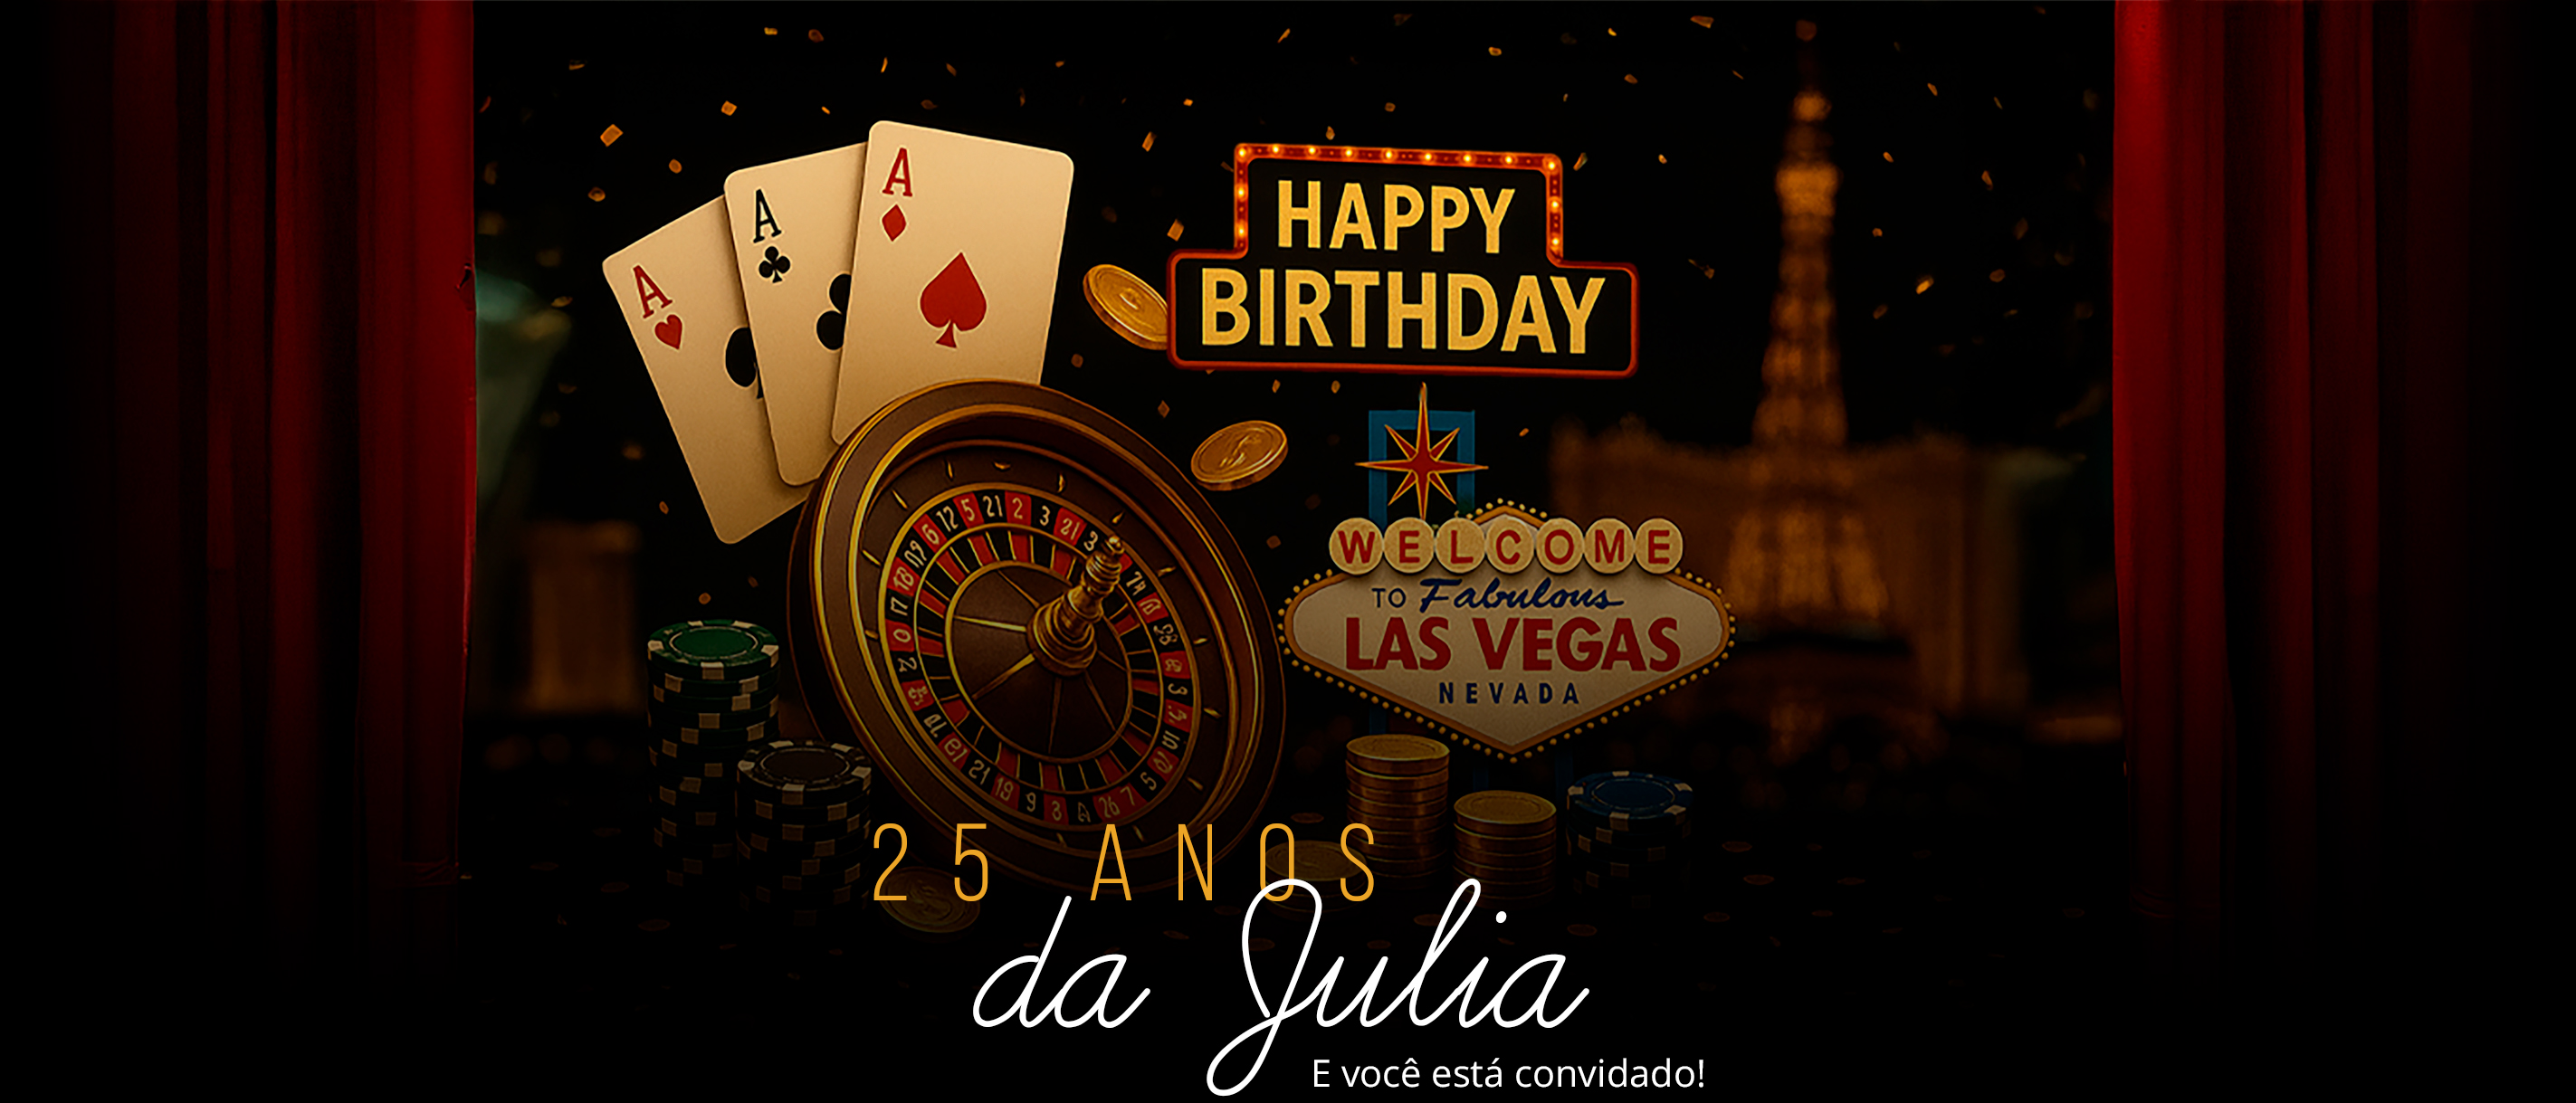 A
A
A
HAPPY
BIRTHDAY
WELCOME
TO Fabulous
LAS VEGAS
NEVADA
25 ANOS
da Julia
E você está convidado!